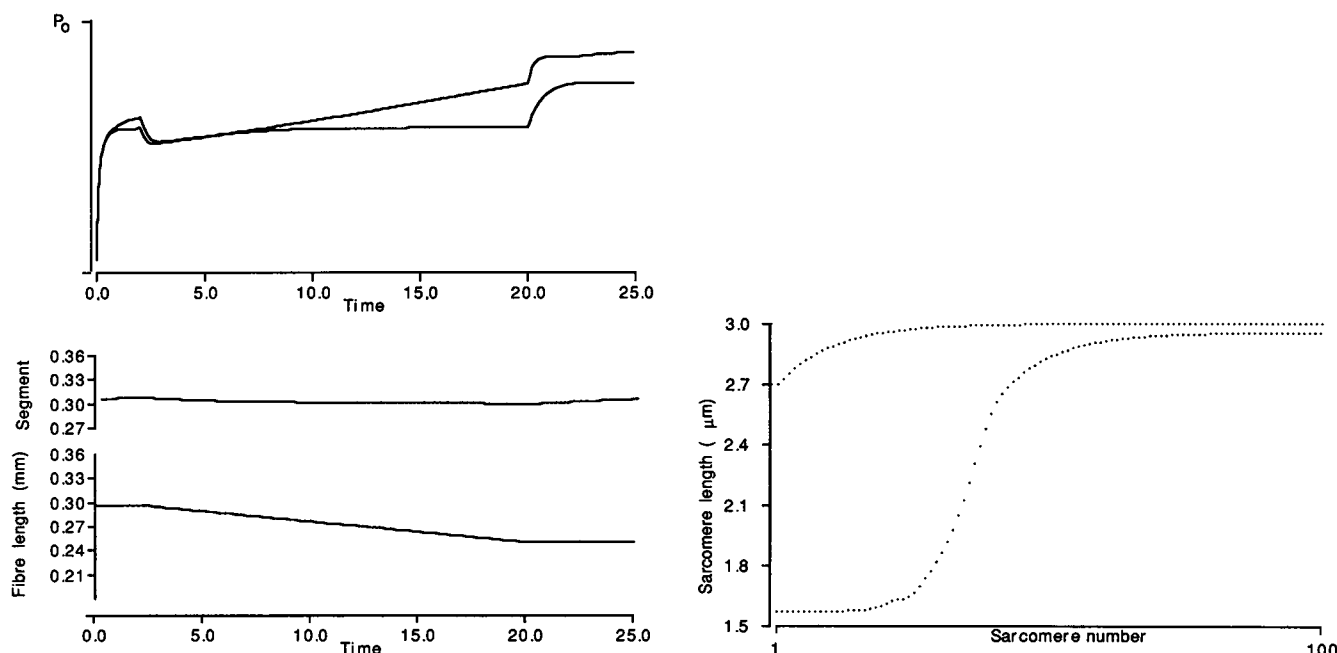 Po
0.0 5.0 10.0 15.0 20.0 25.0
Time
Segment
0.36
0.33
0.30
0.27
Fibre length (mm)
0.36
0.33
0.30
0.27
0.24
0.21
0.0 5.0 10.0 15.0 20.0 25.0
Time
Sarcomere length ( μm)
3.0
2.7
2.4
2.1
1.8
1.5
1 Sarcomere number 100